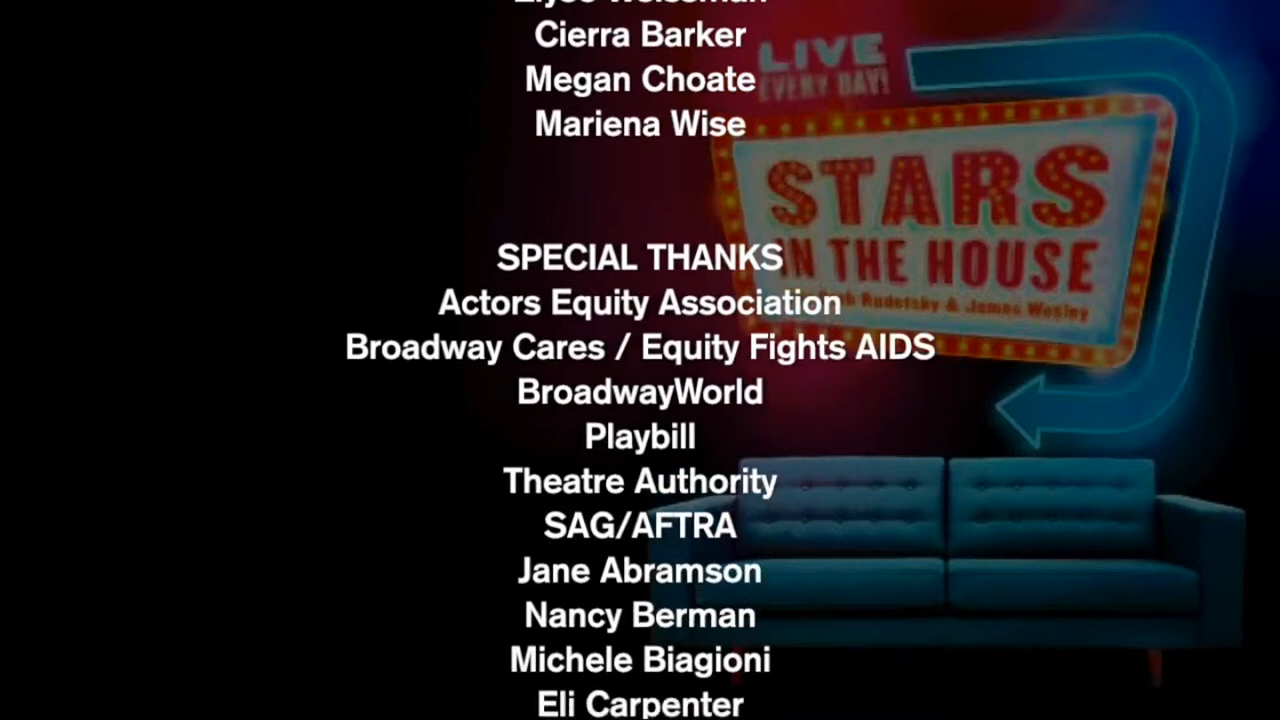 Cierra Barker
Megan Choate
Mariena Wise
SPECIAL THANKS
Actors Equity Association
Broadway Cares / Equity Fights AIDS
BroadwayWorld
Playbill
Theatre Authority
SAG/AFTRA
Jane Abramson
Nancy Berman
Michele Biagioni
Eli Carpenter
LIVE
EVERY DAY!
STARS
IN THE HOUSE
Rudetsky & James Wesley